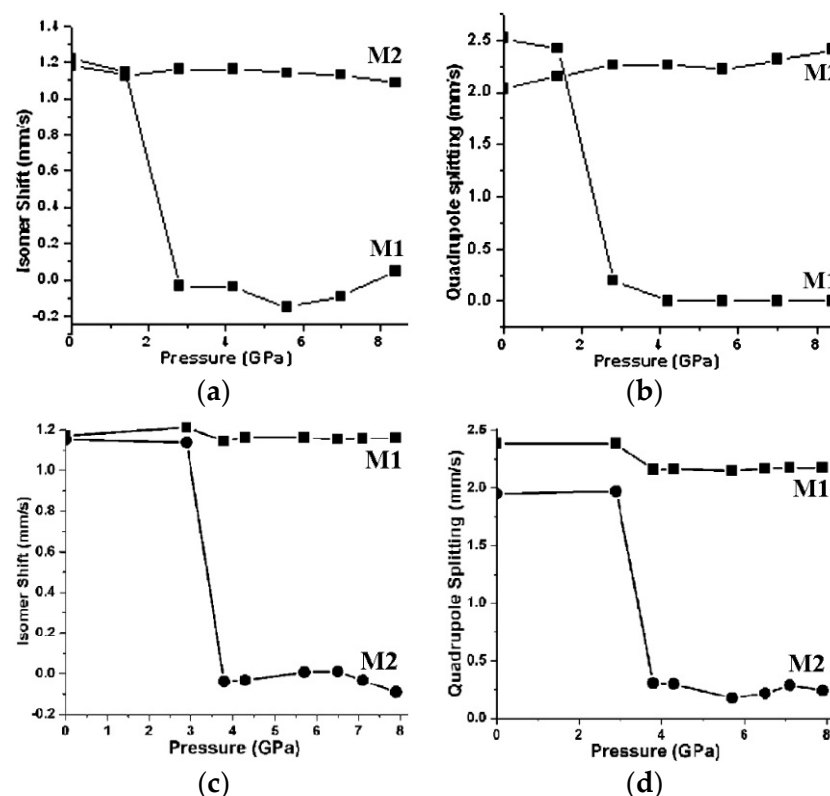 1.4
1.2
1.0
0.8
0.6
0.4
0.2
0.0
-0.2
Isomer Shift (mm/s)
M2
M1
0 2 4 6 8
Pressure (GPa)
(a)
2.5
2.0
1.5
1.0
0.5
0.0
Quadrupole splitting (mm/s)
M2
M1
0 2 4 6 8
Pressure (GPa)
(b)
1.2
1.0
0.8
0.6
0.4
0.2
0.0
-0.2
Isomer Shift (mm/s)
M1
M2
0 1 2 3 4 5 6 7 8
Pressure (GPa)
(c)
2.5
2.0
1.5
1.0
0.5
0.0
Quadrupole Splitting (mm/s)
M1
M2
0 2 4 6 8
Pressure (GPa)
(d)